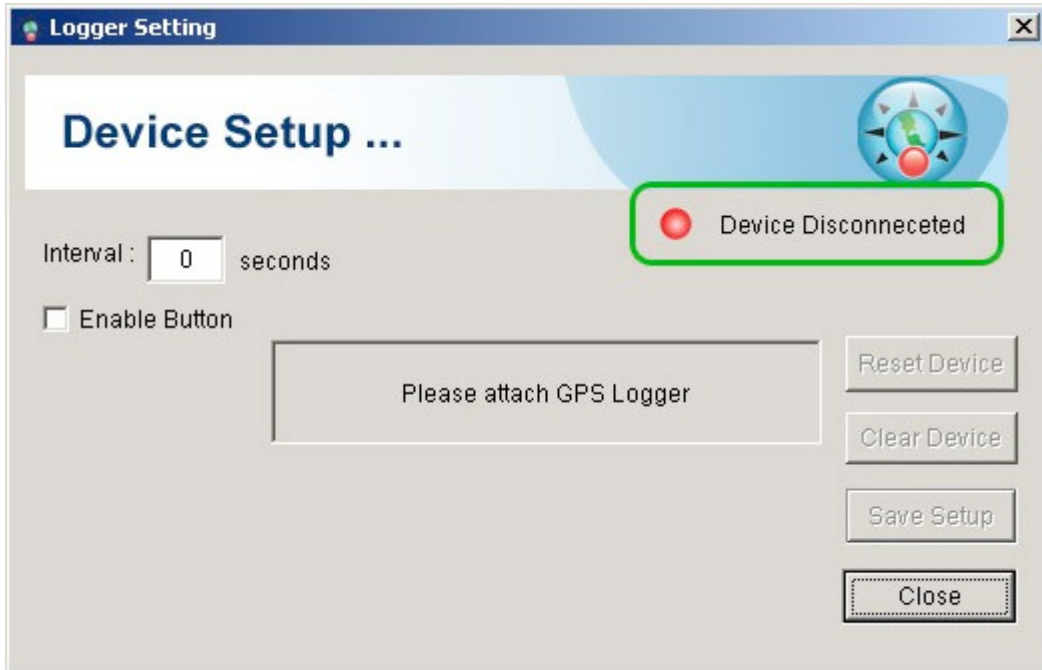 Logger Setting
Device Setup ...
Device Disconneceted
Interval : 0 seconds
Enable Button
Please attach GPS Logger
Reset Device
Clear Device
Save Setup
Close